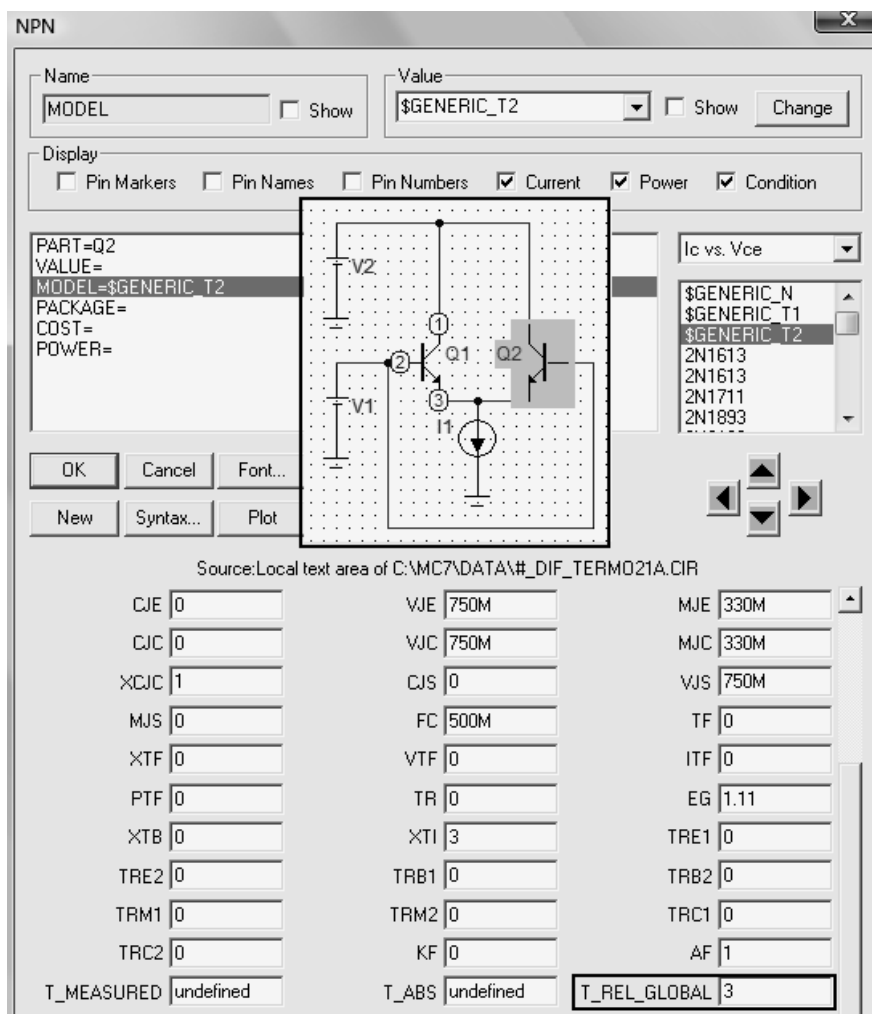 NPN
X
Name
MODEL
Show
Value
$GENERIC_T2
Show
Change
Display
Pin Markers
Pin Names
Pin Numbers
Current
Power
Condition
PART=Q2
VALUE=
MODEL=$GENERIC_T2
PACKAGE=
COST=
POWER=
V2
1
2
Q1
Q2
V1
3
I1
Ic vs. Vce
$GENERIC_N
$GENERIC_T1
$GENERIC_T2
2N1613
2N1613
2N1711
2N1893
OK
Cancel
Font...
New
Syntax...
Plot
Source:Local text area of C:\MC7\DATA\#_DIF_TERMO21A.CIR
CJE 0 VJE 750M MJE 330M
CJC 0 VJC 750M MJC 330M
XCJC 1 CJS 0 VJS 750M
MJS 0 FC 500M TF 0
XTF 0 VTF 0 ITF 0
PTF 0 TR 0 EG 1.11
XTB 0 XTI 3 TRE1 0
TRE2 0 TRB1 0 TRB2 0
TRM1 0 TRM2 0 TRC1 0
TRC2 0 KF 0 AF 1
T_MEASURED undefined T_ABS undefined T_REL_GLOBAL 3